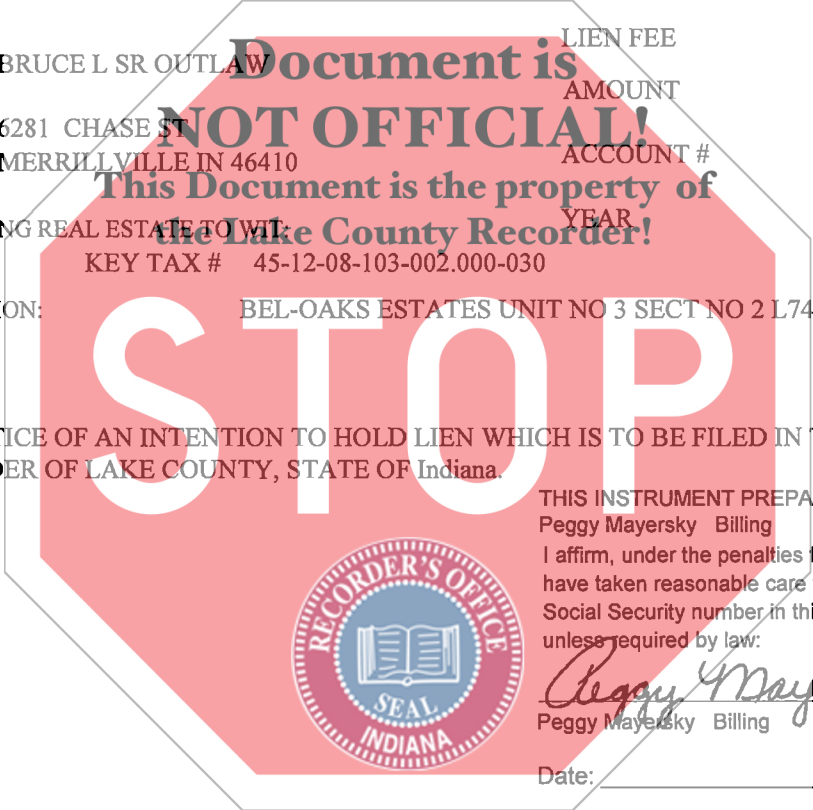 LIEN FEE
BRUCE L SR OUTLAW
Document is
AMOUNT
6281 CHASE ST
NOT OFFICIAL!
MERRILLVILLE IN 46410
ACCOUNT #
This Document is the property of
YEAR
NG REAL ESTATE TO WIT:
the Lake County Recorder!
KEY TAX # 45-12-08-103-002.000-030
ION: BEL-OAKS ESTATES UNIT NO 3 SECT NO 2 L74
STOP
TICE OF AN INTENTION TO HOLD LIEN WHICH IS TO BE FILED IN
ER OF LAKE COUNTY, STATE OF Indiana.
THIS INSTRUMENT PREPA
Peggy Mayersky Billing
I affirm, under the penalties
have taken reasonable care
Social Security number in thi
unless required by law:
RECORDER'S OFFICE
SEAL
INDIANA
Peggy May
Peggy Mayersky Billing
Date: